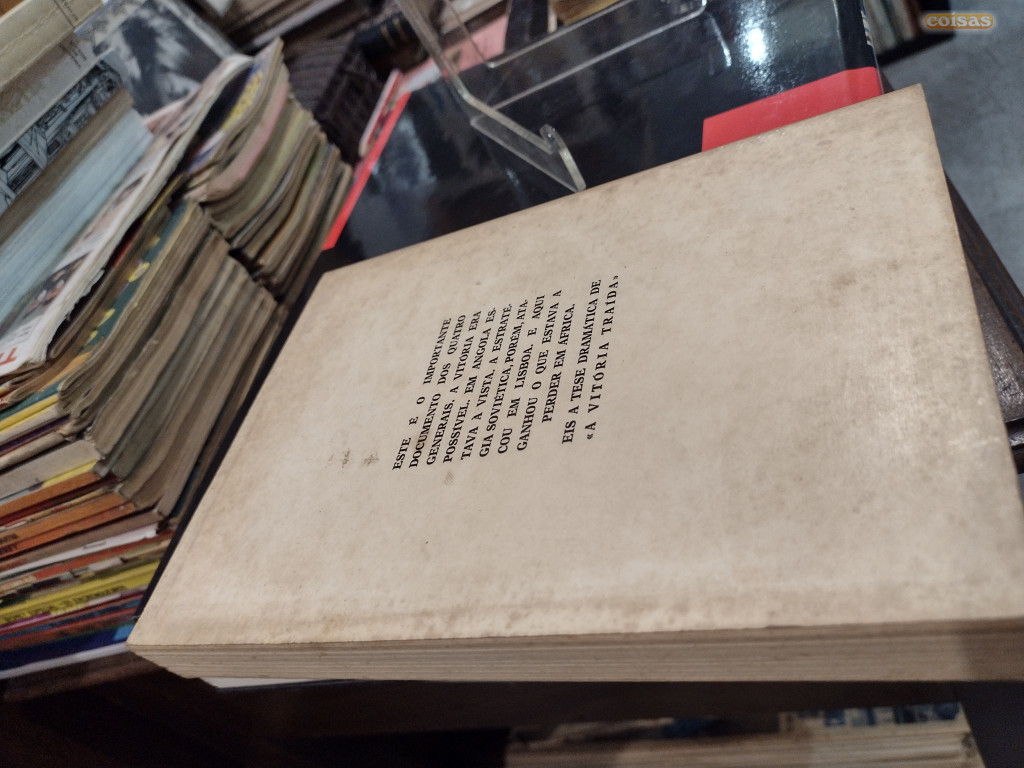 ESTE É O IMPORTANTE
DOCUMENTO DOS QUATRO
GENERAIS. A VITÓRIA ERA
POSSÍVEL. EM ANGOLA ES-
TAVA À VISTA. A ESTRATÉ-
GIA SOVIÉTICA, PORÉM, ATA-
COU EM LISBOA. E AQUI
GANHOU O QUE ESTAVA A
PERDER EM ÁFRICA.
EIS A TESE DRAMÁTICA DE
«A VITÓRIA TRAÍDA»
coisas